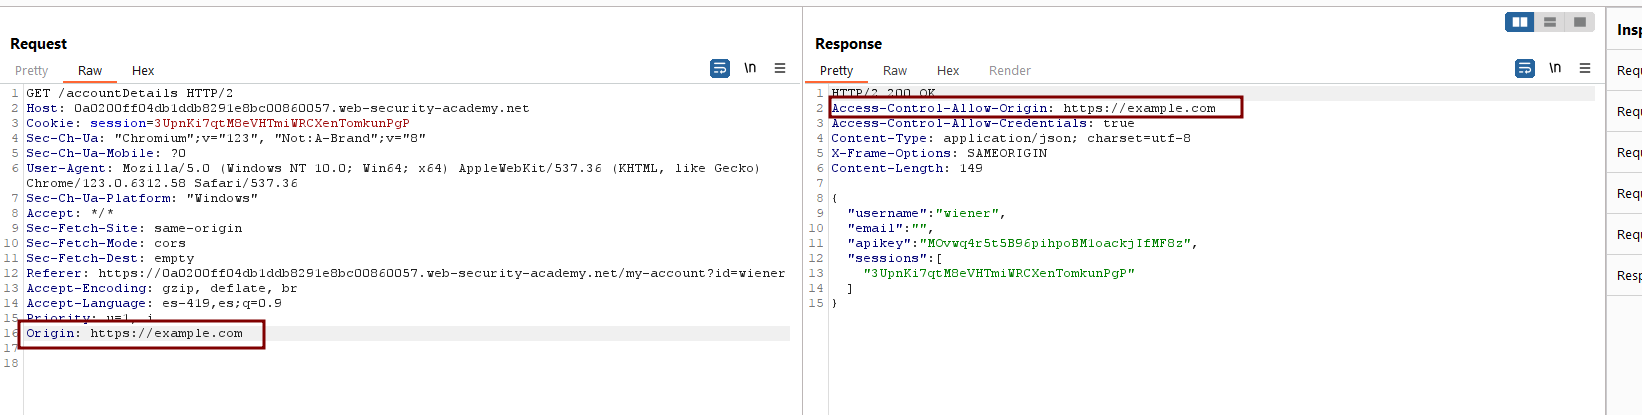 Request
Pretty Raw Hex
\n
1 GET /accountDetails HTTP/2
2 Host: 0a0200ff04db1ddb8291e8bc00860057.web-security-academy.net
3 Cookie: session=3UpnKi7qtM8eVHTmiWRCXenTomkunPgP
4 Sec-Ch-Ua: "Chromium";v="123", "Not:A-Brand";v="8"
5 Sec-Ch-Ua-Mobile: ?0
6 User-Agent: Mozilla/5.0 (Windows NT 10.0; Win64; x64) AppleWebKit/537.36 (KHTML, like Gecko)
Chrome/123.0.6312.58 Safari/537.36
7 Sec-Ch-Ua-Platform: "Windows"
8 Accept: */*
9 Sec-Fetch-Site: same-origin
10 Sec-Fetch-Mode: cors
11 Sec-Fetch-Dest: empty
12 Referer: https://0a0200ff04db1ddb8291e8bc00860057.web-security-academy.net/my-account?id=wiener
13 Accept-Encoding: gzip, deflate, br
14 Accept-Language: es-419,es;q=0.9
15 Priority: u=1, i
16 Origin: https://example.com
17
18
Response
Pretty Raw Hex Render
\n
1 HTTP/2 200 OK
2 Access-Control-Allow-Origin: https://example.com
3 Access-Control-Allow-Credentials: true
4 Content-Type: application/json; charset=utf-8
5 X-Frame-Options: SAMEORIGIN
6 Content-Length: 149
7
8 {
9 "username":"wiener",
10 "email":"",
11 "apikey":"MOvwq4r5t5B96pihpoBM1oackjIfMF8z",
12 "sessions":[
13 "3UpnKi7qtM8eVHTmiWRCXenTomkunPgP"
14 ]
15 }
Insp
Requ
Requ
Requ
Requ
Requ
Resp